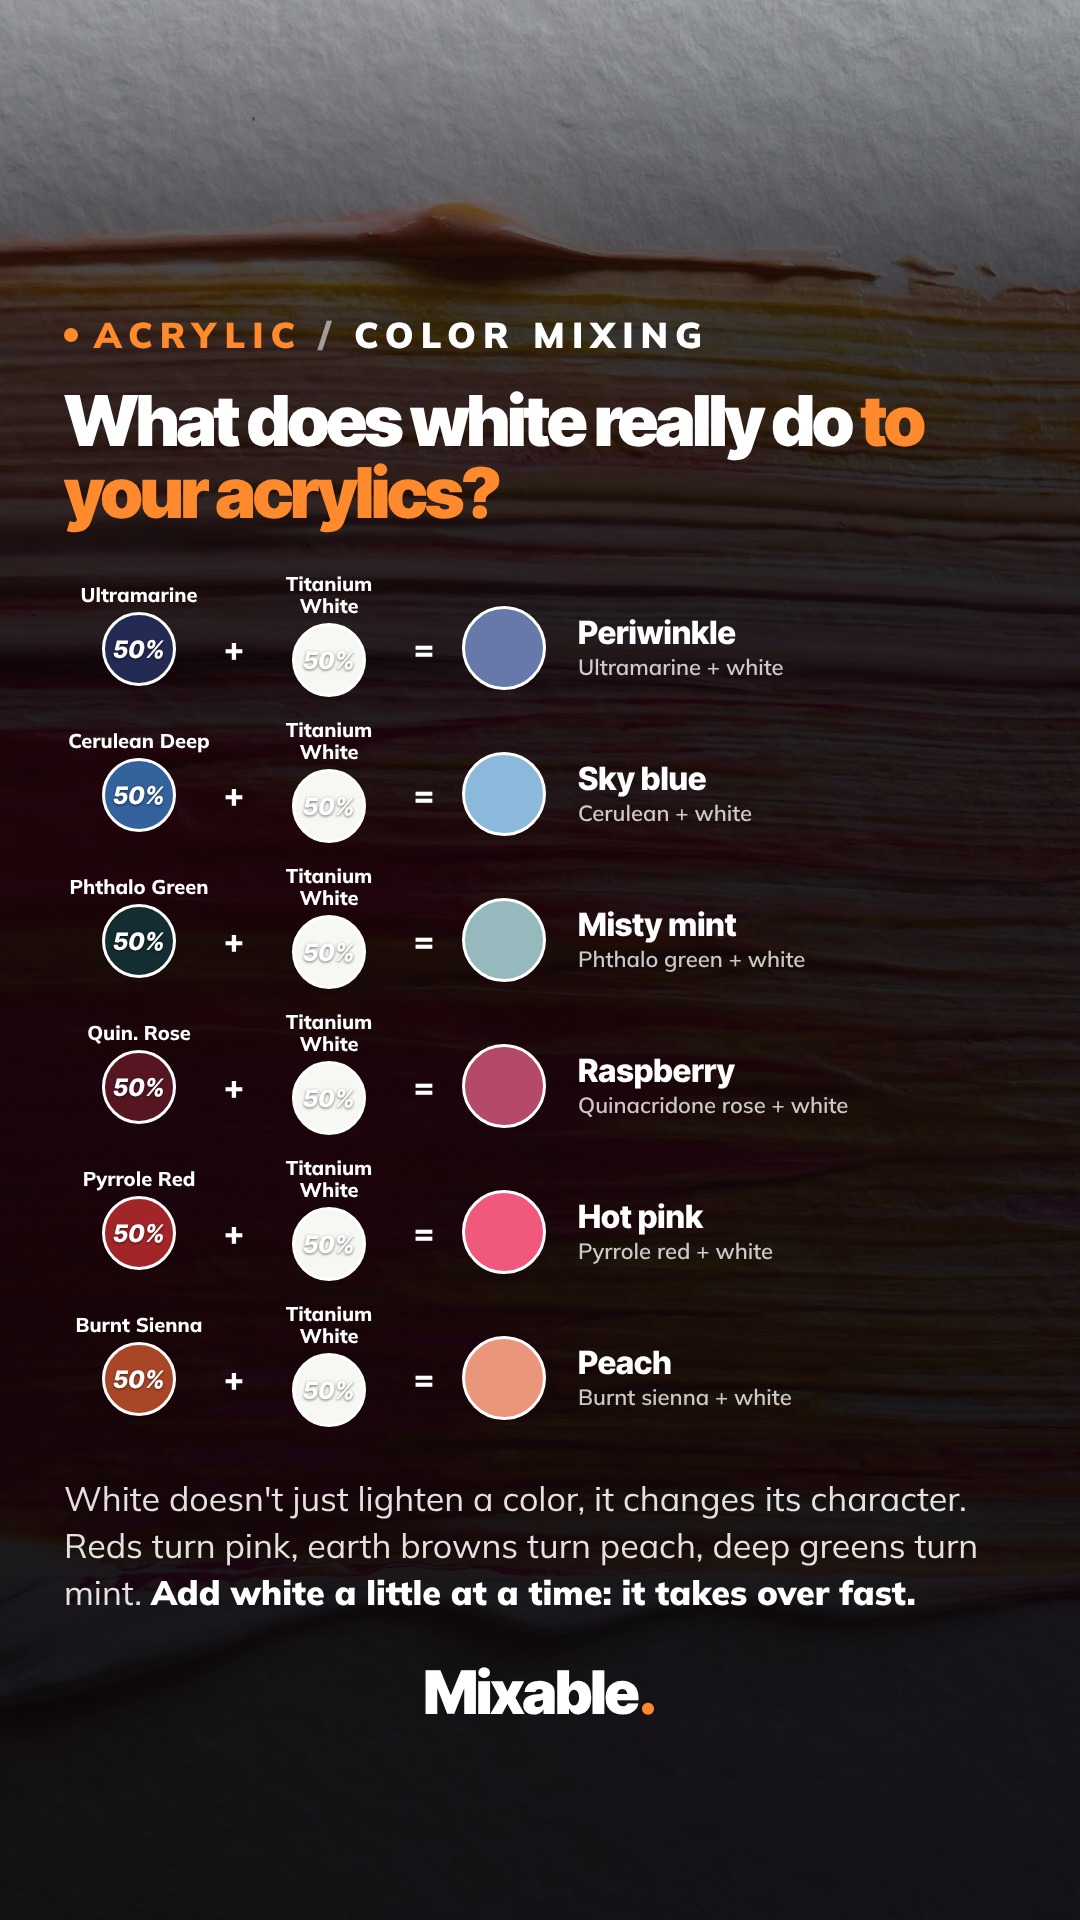 • ACRYLIC / COLOR MIXING
What does white really do to
your acrylics?
Ultramarine
50%
+
Titanium
White
50%
=
Periwinkle
Ultramarine + white
Cerulean Deep
50%
+
Titanium
White
50%
=
Sky blue
Cerulean + white
Phthalo Green
50%
+
Titanium
White
50%
=
Misty mint
Phthalo green + white
Quin. Rose
50%
+
Titanium
White
50%
=
Raspberry
Quinacridone rose + white
Pyrrole Red
50%
+
Titanium
White
50%
=
Hot pink
Pyrrole red + white
Burnt Sienna
50%
+
Titanium
White
50%
=
Peach
Burnt sienna + white
White doesn't just lighten a color, it changes its character.
Reds turn pink, earth browns turn peach, deep greens turn
mint. Add white a little at a time: it takes over fast.
Mixable.